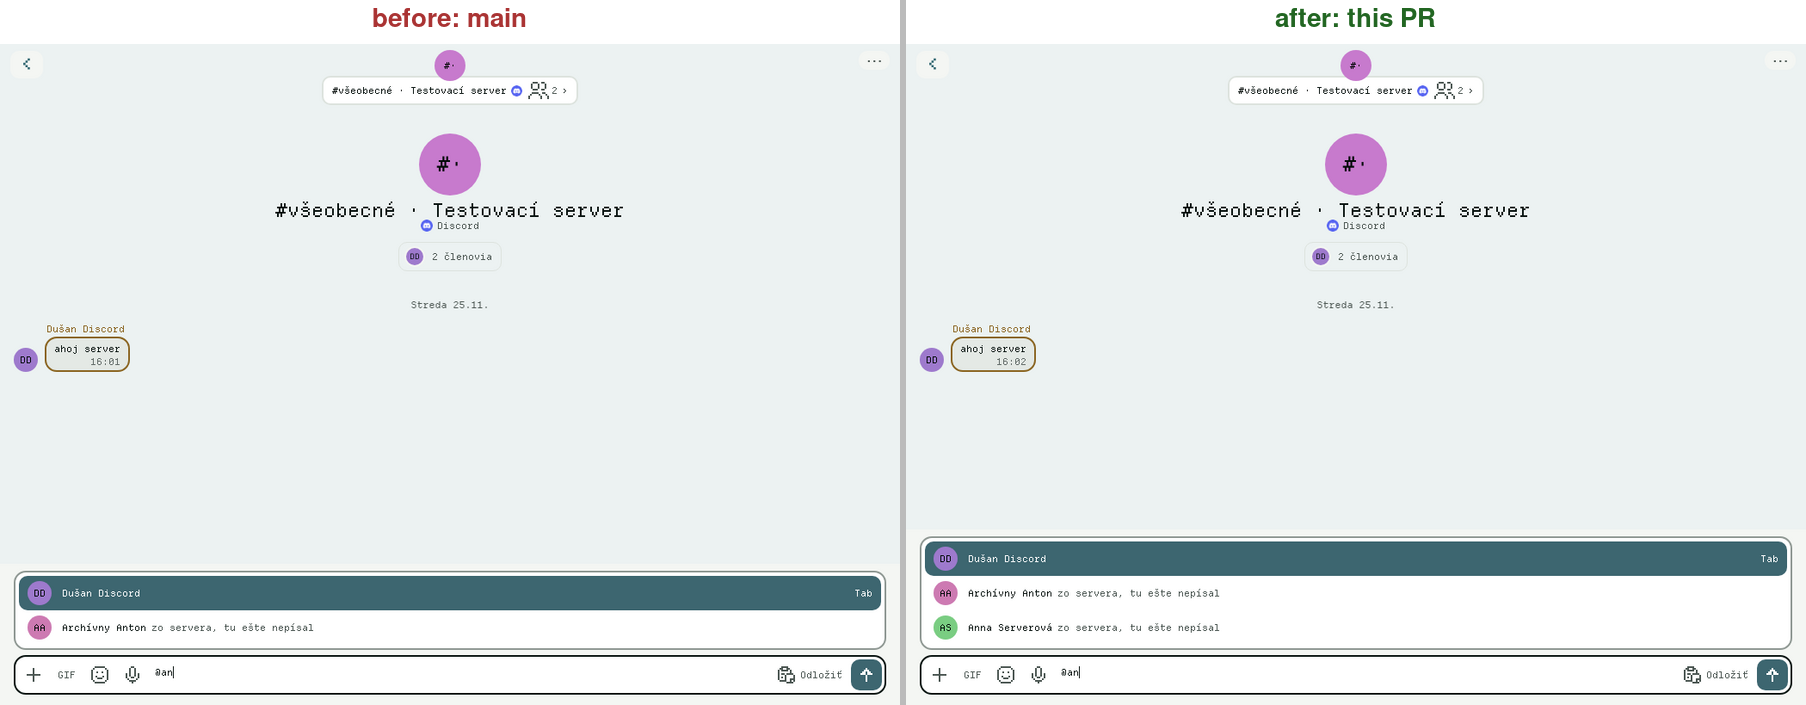 before: main
#·
#všeobecné · Testovací server 2 ›
#·
#všeobecné · Testovací server
Discord
DD 2 členovia
Streda 25.11.
Dušan Discord
DD ahoj server
16:01
DD Dušan Discord Tab
AA Archívny Anton zo servera, tu ešte nepísal
GIF @an Odložiť
after: this PR
#·
#všeobecné · Testovací server 2 ›
#·
#všeobecné · Testovací server
Discord
DD 2 členovia
Streda 25.11.
Dušan Discord
DD ahoj server
16:02
DD Dušan Discord Tab
AA Archívny Anton zo servera, tu ešte nepísal
AS Anna Serverová zo servera, tu ešte nepísal
GIF @an Odložiť